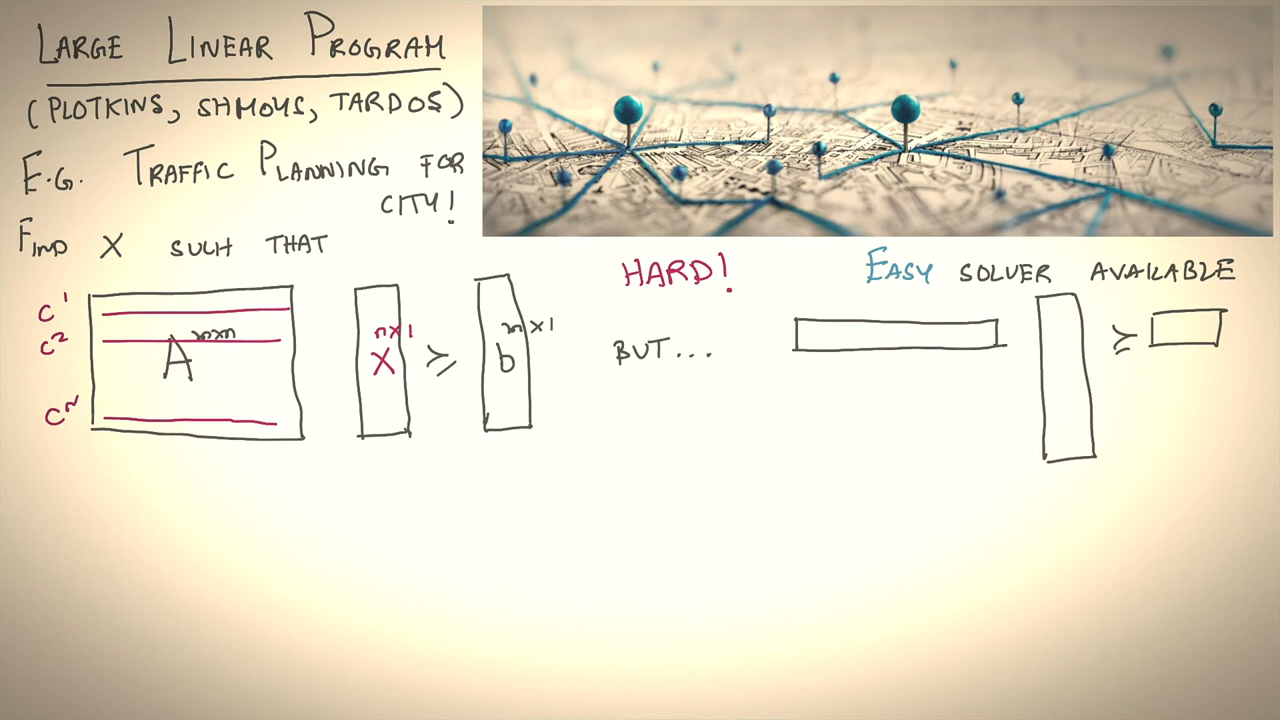 LARGE LINEAR PROGRAM
(PLOTKINS, SHMOYS, TARDOS)
E.G. TRAFFIC PLANNING FOR
CITY!
FIND X SUCH THAT
HARD!
EASY SOLVER AVAILABLE
C1
C2
A m×n
X n×1
≥
b m×1
BUT...
≥
Cm